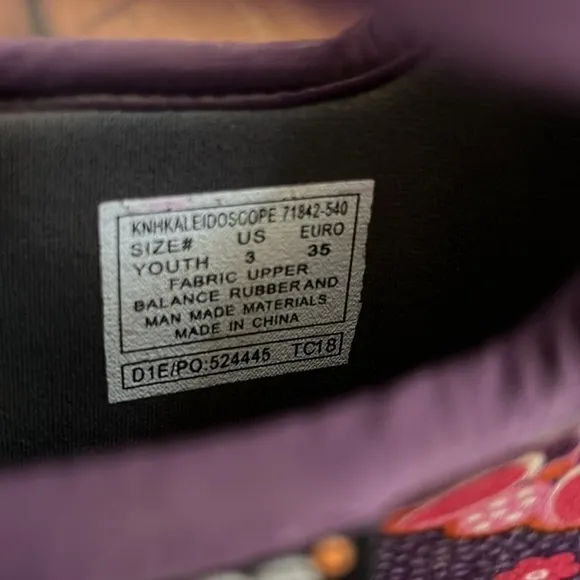 KNHKALEIDOSCOPE 71842-540
SIZE# US EURO
YOUTH 3 35
FABRIC UPPER
BALANCE RUBBER AND
MAN MADE MATERIALS
MADE IN CHINA
D1E/PO:524445 TC18